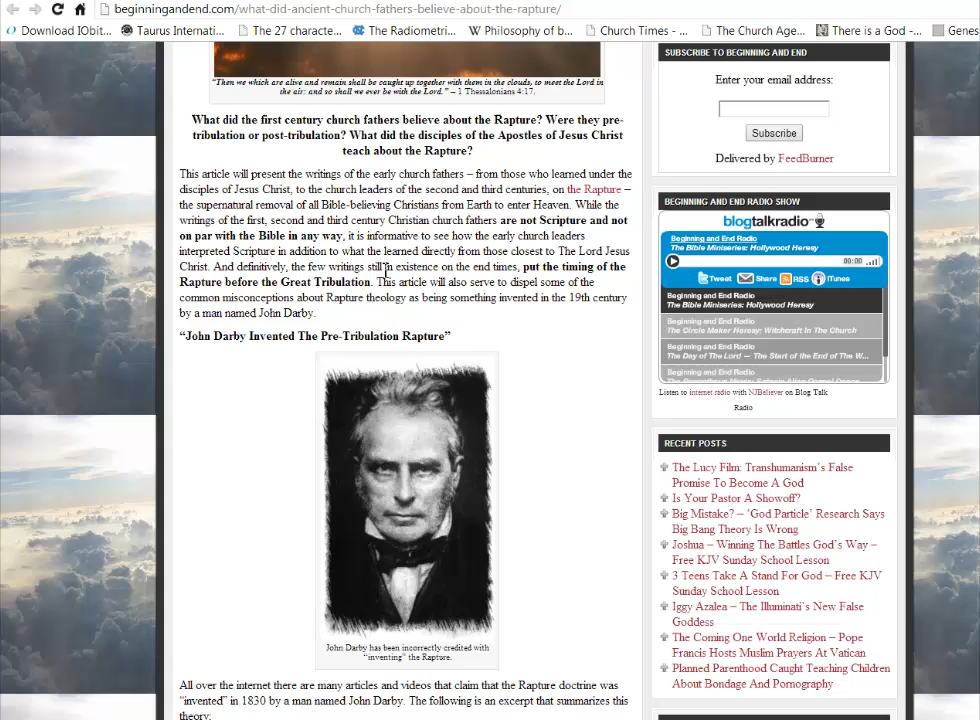 beginningandend.com/what-did-ancient-church-fathers-believe-about-the-rapture/
Download IObit...
Taurus Internati...
The 27 characte...
The Radiometri...
Philosophy of b...
Church Times - ...
The Church Age...
There is a God -...
Genes
"Then we which are alive and remain shall be caught up together with them in the clouds, to meet the Lord in
the air: and so shall we ever be with the Lord." – 1 Thessalonians 4:17.
What did the first century church fathers believe about the Rapture? Were they pre-
tribulation or post-tribulation? What did the disciples of the Apostles of Jesus Christ
teach about the Rapture?
This article will present the writings of the early church fathers – from those who learned under the
disciples of Jesus Christ, to the church leaders of the second and third centuries, on the Rapture –
the supernatural removal of all Bible-believing Christians from Earth to enter Heaven. While the
writings of the first, second and third century Christian church fathers are not Scripture and not
on par with the Bible in any way, it is informative to see how the early church leaders
interpreted Scripture in addition to what the learned directly from those closest to The Lord Jesus
Christ. And definitively, the few writings still in existence on the end times, put the timing of the
Rapture before the Great Tribulation. This article will also serve to dispel some of the
common misconceptions about Rapture theology as being something invented in the 19th century
by a man named John Darby.
"John Darby Invented The Pre-Tribulation Rapture"
John Darby has been incorrectly credited with
"inventing" the Rapture.
All over the internet there are many articles and videos that claim that the Rapture doctrine was
"invented" in 1830 by a man named John Darby. The following is an excerpt that summarizes this
theory:
SUBSCRIBE TO BEGINNING AND END
Enter your email address:
Subscribe
Delivered by FeedBurner
BEGINNING AND END RADIO SHOW
blogtalkradio
Beginning and End Radio
The Bible Miniseries: Hollywood Heresy
00:00
Tweet Share RSS iTunes
Beginning and End Radio
The Bible Miniseries: Hollywood Heresy
Beginning and End Radio
The Circle Maker Heresy: Witchcraft In The Church
Beginning and End Radio
The Day of The Lord — The Start of the End of The W...
Beginning and End Radio
Listen to internet radio with NJBeliever on Blog Talk
Radio
RECENT POSTS
The Lucy Film: Transhumanism's False
Promise To Become A God
Is Your Pastor A Showoff?
Big Mistake? – 'God Particle' Research Says
Big Bang Theory Is Wrong
Joshua – Winning The Battles God's Way –
Free KJV Sunday School Lesson
3 Teens Take A Stand For God – Free KJV
Sunday School Lesson
Iggy Azalea – The Illuminati's New False
Goddess
The Coming One World Religion – Pope
Francis Hosts Muslim Prayers At Vatican
Planned Parenthood Caught Teaching Children
About Bondage And Pornography